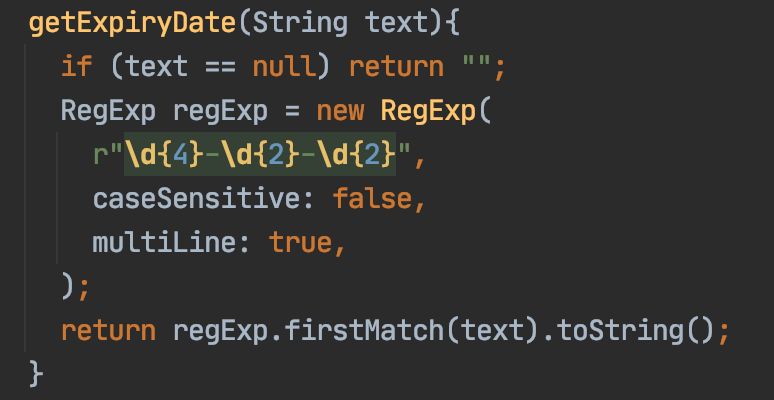 getExpiryDate(String text){
if (text == null) return "";
RegExp regExp = new RegExp(
r"\d{4}-\d{2}-\d{2}",
caseSensitive: false,
multiLine: true,
);
return regExp.firstMatch(text).toString();
}